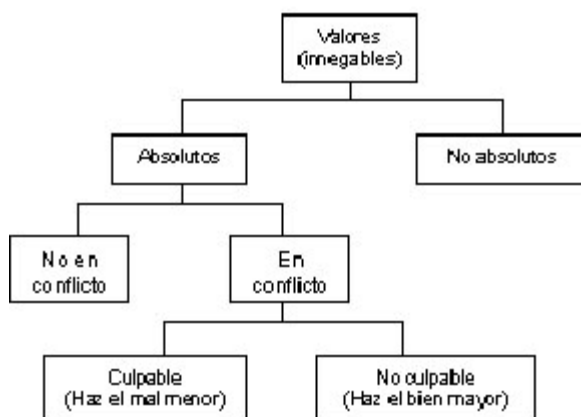 Valores
(innegables)
Absolutos
No absolutos
No en
conflicto
En
conflicto
Culpable
(Haz el mal menor)
No culpable
(Haz el bien mayor)